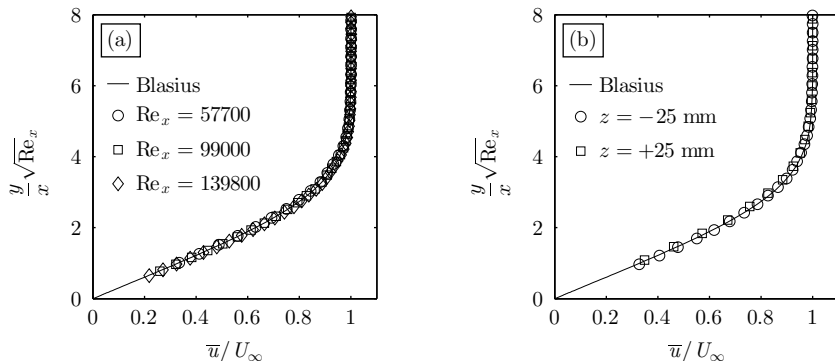 (a)
Blasius
Re_x = 57700
Re_x = 99000
Re_x = 139800
8
6
4
2
0
0 0.2 0.4 0.6 0.8 1
y/x √Re_x
u̅ / U_∞
(b)
Blasius
z = −25 mm
z = +25 mm
8
6
4
2
0
0 0.2 0.4 0.6 0.8 1
y/x √Re_x
u̅ / U_∞